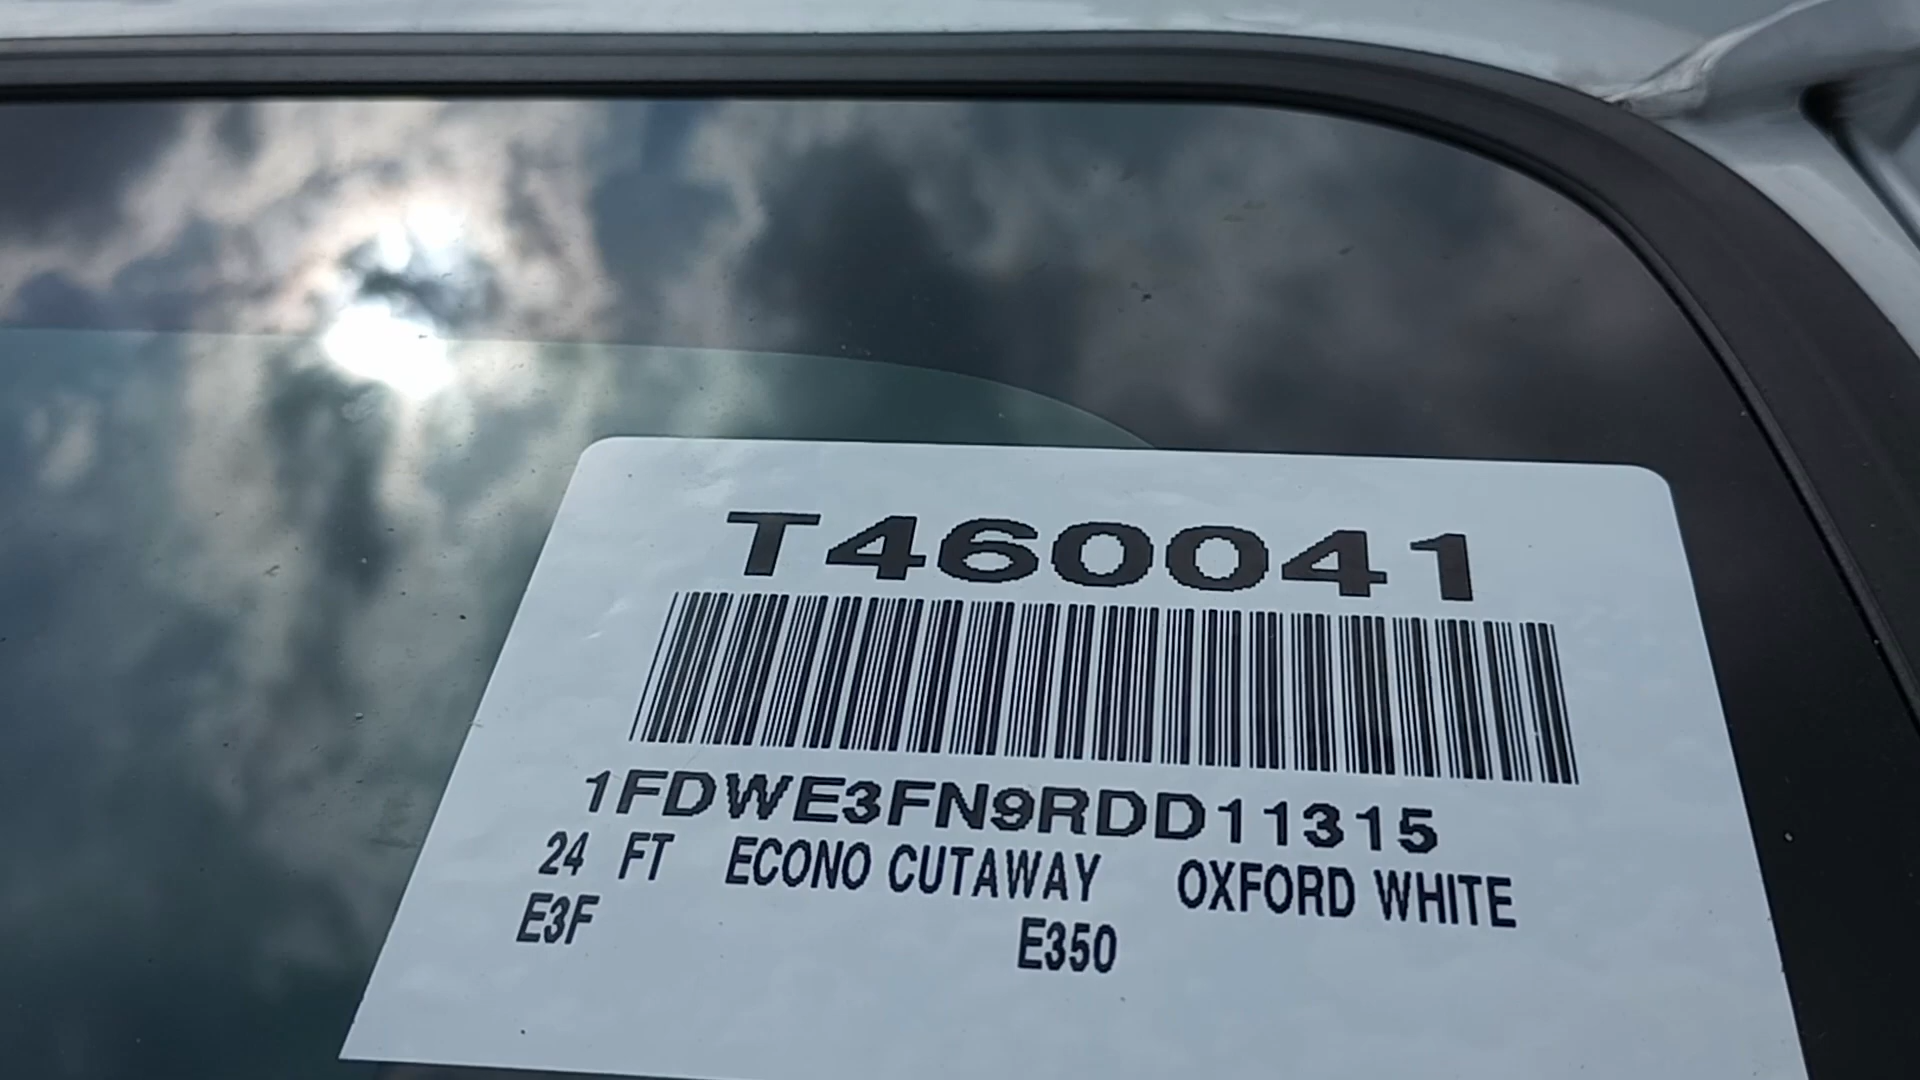 T460041
1FDWE3FN9RDD11315
24 FT ECONO CUTAWAY OXFORD WHITE
E3F E350